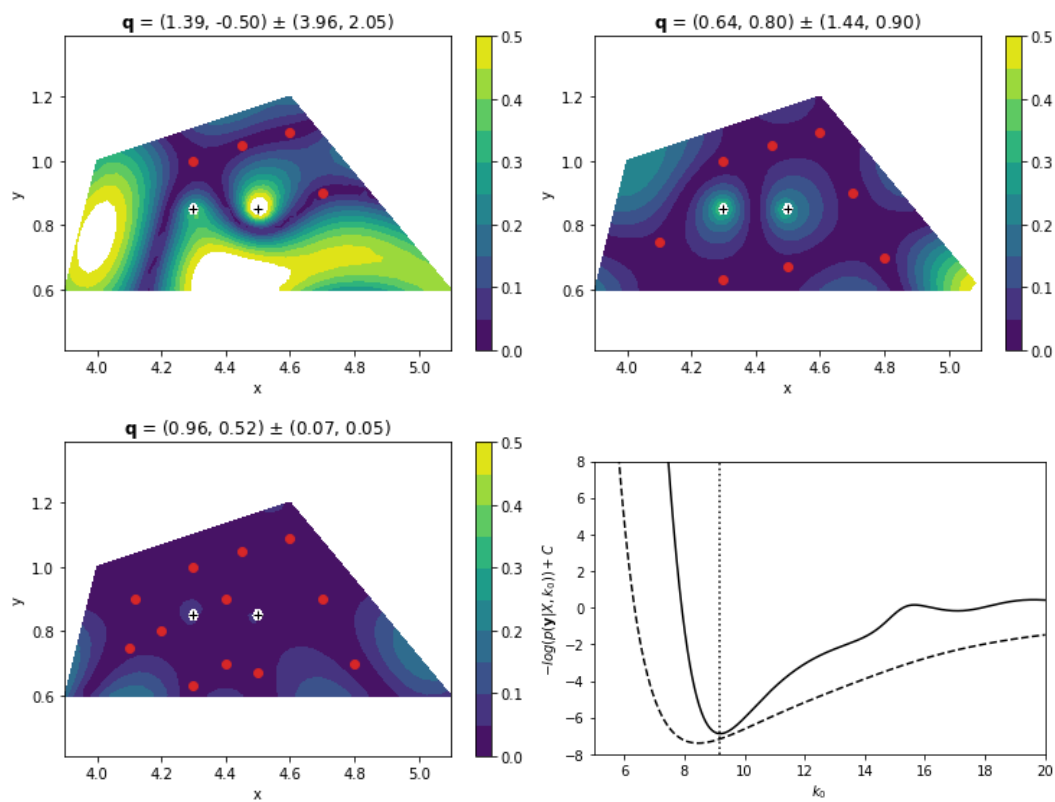 q = (1.39, -0.50) ± (3.96, 2.05)
q = (0.64, 0.80) ± (1.44, 0.90)
1.2
1.0
0.8
0.6
y
4.0 4.2 4.4 4.6 4.8 5.0
x
0.5
0.4
0.3
0.2
0.1
0.0
1.2
1.0
0.8
0.6
y
4.0 4.2 4.4 4.6 4.8 5.0
x
0.5
0.4
0.3
0.2
0.1
0.0
q = (0.96, 0.52) ± (0.07, 0.05)
1.2
1.0
0.8
0.6
y
4.0 4.2 4.4 4.6 4.8 5.0
x
0.5
0.4
0.3
0.2
0.1
0.0
8
6
4
2
0
−2
−4
−6
−8
−log(p(y|X, k₀)) + C
6 8 10 12 14 16 18 20
k₀